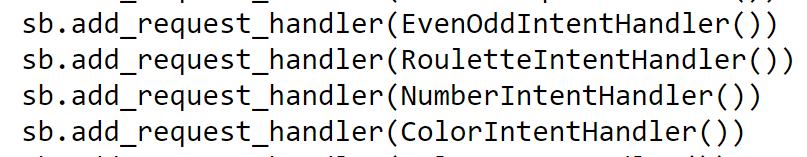 sb.add_request_handler(EvenOddIntentHandler())
sb.add_request_handler(RouletteIntentHandler())
sb.add_request_handler(NumberIntentHandler())
sb.add_request_handler(ColorIntentHandler())